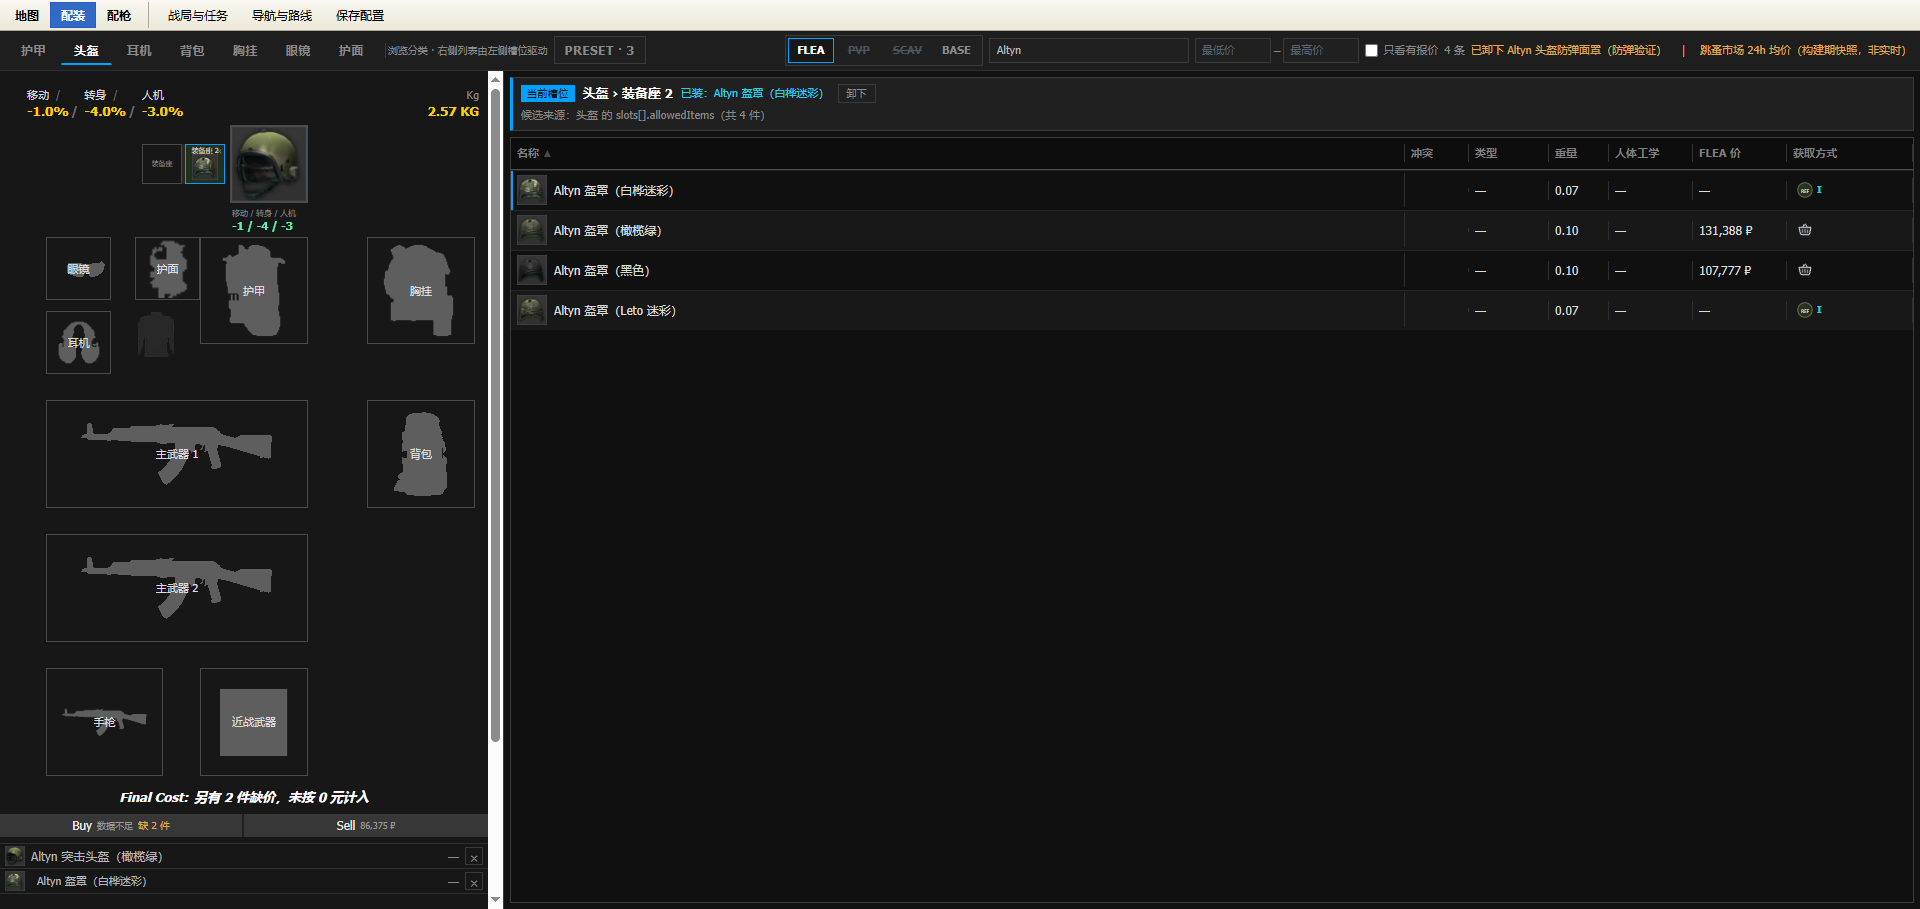 地图 配装 配枪 战局与任务 导航与路线 保存配置
护甲 头盔 耳机 背包 胸挂 眼镜 护面 浏览分类 · 右侧列表由左侧槽位驱动 PRESET · 3 FLEA PVP SCAV BASE Altyn 最低价 – 最高价 只看有报价 4 条 已卸下 Altyn 头盔防弹面罩（防弹验证） | 跳蚤市场 24h 均价（构建期快照，非实时）
移动 / 转身 / 人机 Kg
-1.0% / -4.0% / -3.0% 2.57 KG
装备座 装备座 2
移动 / 转身 / 人机
-1 / -4 / -3
眼镜 护面 护甲 胸挂
耳机
主武器 1 背包
主武器 2
手枪 近战武器
Final Cost: 另有 2 件缺价，未按 0 元计入
Buy 数据不足 缺 2 件 Sell 86,375 ₽
Altyn 突击头盔（橄榄绿） — ×
Altyn 盔罩（白桦迷彩） — ×
当前槽位 头盔 › 装备座 2 已装：Altyn 盔罩（白桦迷彩） 卸下
候选来源：头盔 的 slots[].allowedItems（共 4 件）
名称 ▲ 冲突 类型 重量 人体工学 FLEA 价 获取方式
Altyn 盔罩（白桦迷彩） — 0.07 — — REF I
Altyn 盔罩（橄榄绿） — 0.10 — 131,388 ₽
Altyn 盔罩（黑色） — 0.10 — 107,777 ₽
Altyn 盔罩（Leto 迷彩） — 0.07 — — REF I